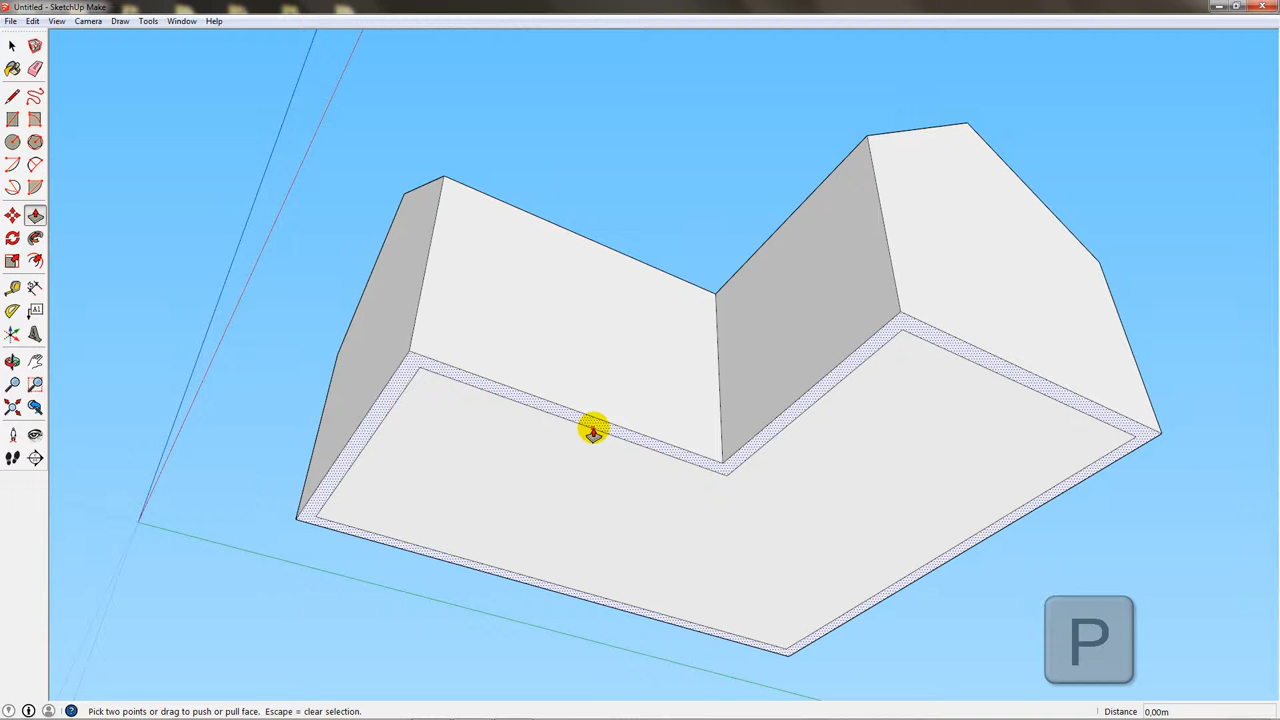 Untitled - SketchUp Make
File Edit View Camera Draw Tools Window Help
A1
P
Pick two points or drag to push or pull face. Escape = clear selection.
Distance 0,00m